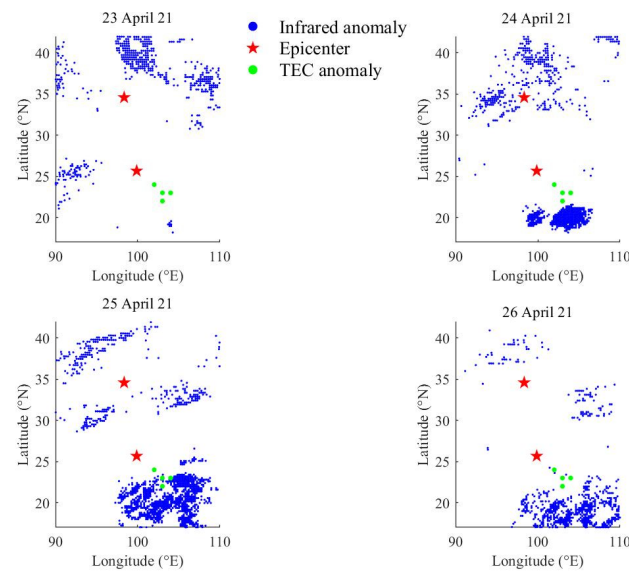 23 April 21
Infrared anomaly
Epicenter
TEC anomaly
24 April 21
40
35
30
25
20
Latitude (°N)
90
100
110
Longitude (°E)
40
35
30
25
20
Latitude (°N)
90
100
110
Longitude (°E)
25 April 21
26 April 21
40
35
30
25
20
Latitude (°N)
90
100
110
Longitude (°E)
40
35
30
25
20
Latitude (°N)
90
100
110
Longitude (°E)